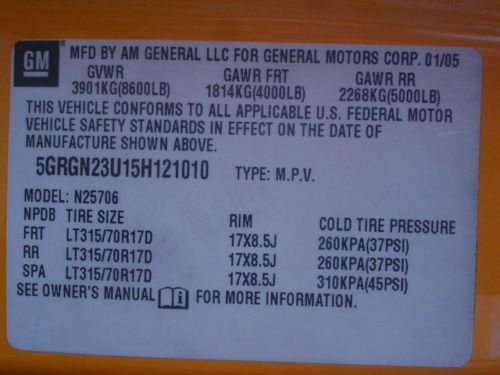 GM MFD BY AM GENERAL LLC FOR GENERAL MOTORS CORP. 01/05
GVWR GAWR FRT GAWR RR
3901KG(8600LB) 1814KG(4000LB) 2268KG(5000LB)
THIS VEHICLE CONFORMS TO ALL APPLICABLE U.S. FEDERAL MOTOR
VEHICLE SAFETY STANDARDS IN EFFECT ON THE DATE OF
MANUFACTURE SHOWN ABOVE.
5GRGN23U15H121010 TYPE: M.P.V.
MODEL: N25706
NPDB TIRE SIZE RIM COLD TIRE PRESSURE
FRT LT315/70R17D 17X8.5J 260KPA(37PSI)
RR LT315/70R17D 17X8.5J 260KPA(37PSI)
SPA LT315/70R17D 17X8.5J 310KPA(45PSI)
SEE OWNER'S MANUAL FOR MORE INFORMATION.